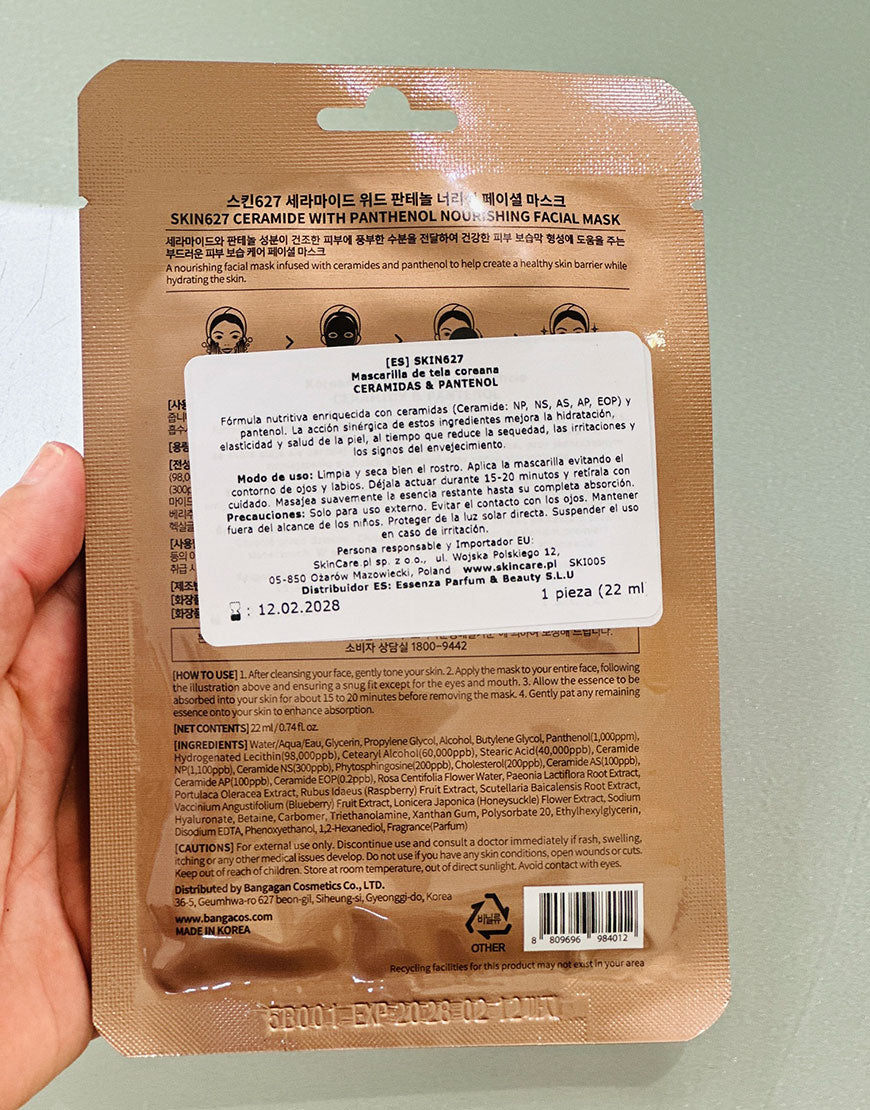 스킨627 세라마이드 위드 판테놀 너리싱 페이셜 마스크
SKIN627 CERAMIDE WITH PANTHENOL NOURISHING FACIAL MASK
세라마이드와 판테놀 성분이 건조한 피부에 풍부한 수분을 전달하여 건강한 피부 보습막 형성에 도움을 주는
부드러운 피부 보습 케어 페이셜 마스크
A nourishing facial mask infused with ceramides and panthenol to help create a healthy skin barrier while
hydrating the skin.
[ES] SKIN627
Mascarilla de tela coreana
CERAMIDAS & PANTENOL
Fórmula nutritiva enriquecida con ceramidas (Ceramide: NP, NS, AS, AP, EOP) y
pantenol. La acción sinérgica de estos ingredientes mejora la hidratación,
elasticidad y salud de la piel, al tiempo que reduce la sequedad, las irritaciones y
los signos del envejecimiento.
Modo de uso: Limpia y seca bien el rostro. Aplica la mascarilla evitando el
contorno de ojos y labios. Déjala actuar durante 15-20 minutos y retírala con
cuidado. Masajea suavemente la esencia restante hasta su completa absorción.
Precauciones: Solo para uso externo. Evitar el contacto con los ojos. Mantener
fuera del alcance de los niños. Proteger de la luz solar directa. Suspender el uso
en caso de irritación.
Persona responsable y Importador EU:
SkinCare.pl sp. z o.o., ul. Wojska Polskiego 12,
05-850 Ożarów Mazowiecki, Poland www.skincare.pl SKI005
Distribuidor ES: Essenza Parfum & Beauty S.L.U
: 12.02.2028
1 pieza (22 ml
소비자 상담실 1800-9442
[HOW TO USE] 1. After cleansing your face, gently tone your skin. 2. Apply the mask to your entire face, following
the illustration above and ensuring a snug fit except for the eyes and mouth. 3. Allow the essence to be
absorbed into your skin for about 15 to 20 minutes before removing the mask. 4. Gently pat any remaining
essence onto your skin to enhance absorption.
[NET CONTENTS] 22 ml / 0.74 fl. oz.
[INGREDIENTS] Water/Aqua/Eau, Glycerin, Propylene Glycol, Alcohol, Butylene Glycol, Panthenol(1,000ppm),
Hydrogenated Lecithin(98,000ppb), Cetearyl Alcohol(60,000ppb), Stearic Acid(40,000ppb), Ceramide
NP(1,100ppb), Ceramide NS(300ppb), Phytosphingosine(200ppb), Cholesterol(200ppb), Ceramide AS(100ppb),
Ceramide AP(100ppb), Ceramide EOP(0.2ppb), Rosa Centifolia Flower Water, Paeonia Lactiflora Root Extract,
Portulaca Oleracea Extract, Rubus Idaeus (Raspberry) Fruit Extract, Scutellaria Baicalensis Root Extract,
Vaccinium Angustifolium (Blueberry) Fruit Extract, Lonicera Japonica (Honeysuckle) Flower Extract, Sodium
Hyaluronate, Betaine, Carbomer, Triethanolamine, Xanthan Gum, Polysorbate 20, Ethylhexylglycerin,
Disodium EDTA, Phenoxyethanol, 1,2-Hexanediol, Fragrance(Parfum)
[CAUTIONS] For external use only. Discontinue use and consult a doctor immediately if rash, swelling,
itching or any other medical issues develop. Do not use if you have any skin conditions, open wounds or cuts.
Keep out of reach of children. Store at room temperature, out of direct sunlight. Avoid contact with eyes.
Distributed by Bangagan Cosmetics Co., LTD.
36-5, Geumhwa-ro 627 beon-gil, Siheung-si, Gyeonggi-do, Korea
www.bangacos.com
MADE IN KOREA
비닐류
OTHER
8 809696 984012
Recycling facilities for this product may not exist in your area
5B001 EXP 2028 02 12까지